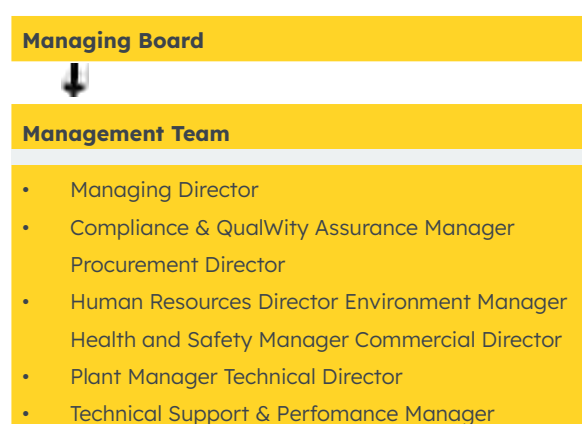 Managing Board
Management Team
• Managing Director
• Compliance & QualWity Assurance Manager
Procurement Director
• Human Resources Director Environment Manager
Health and Safety Manager Commercial Director
• Plant Manager Technical Director
• Technical Support & Perfomance Manager